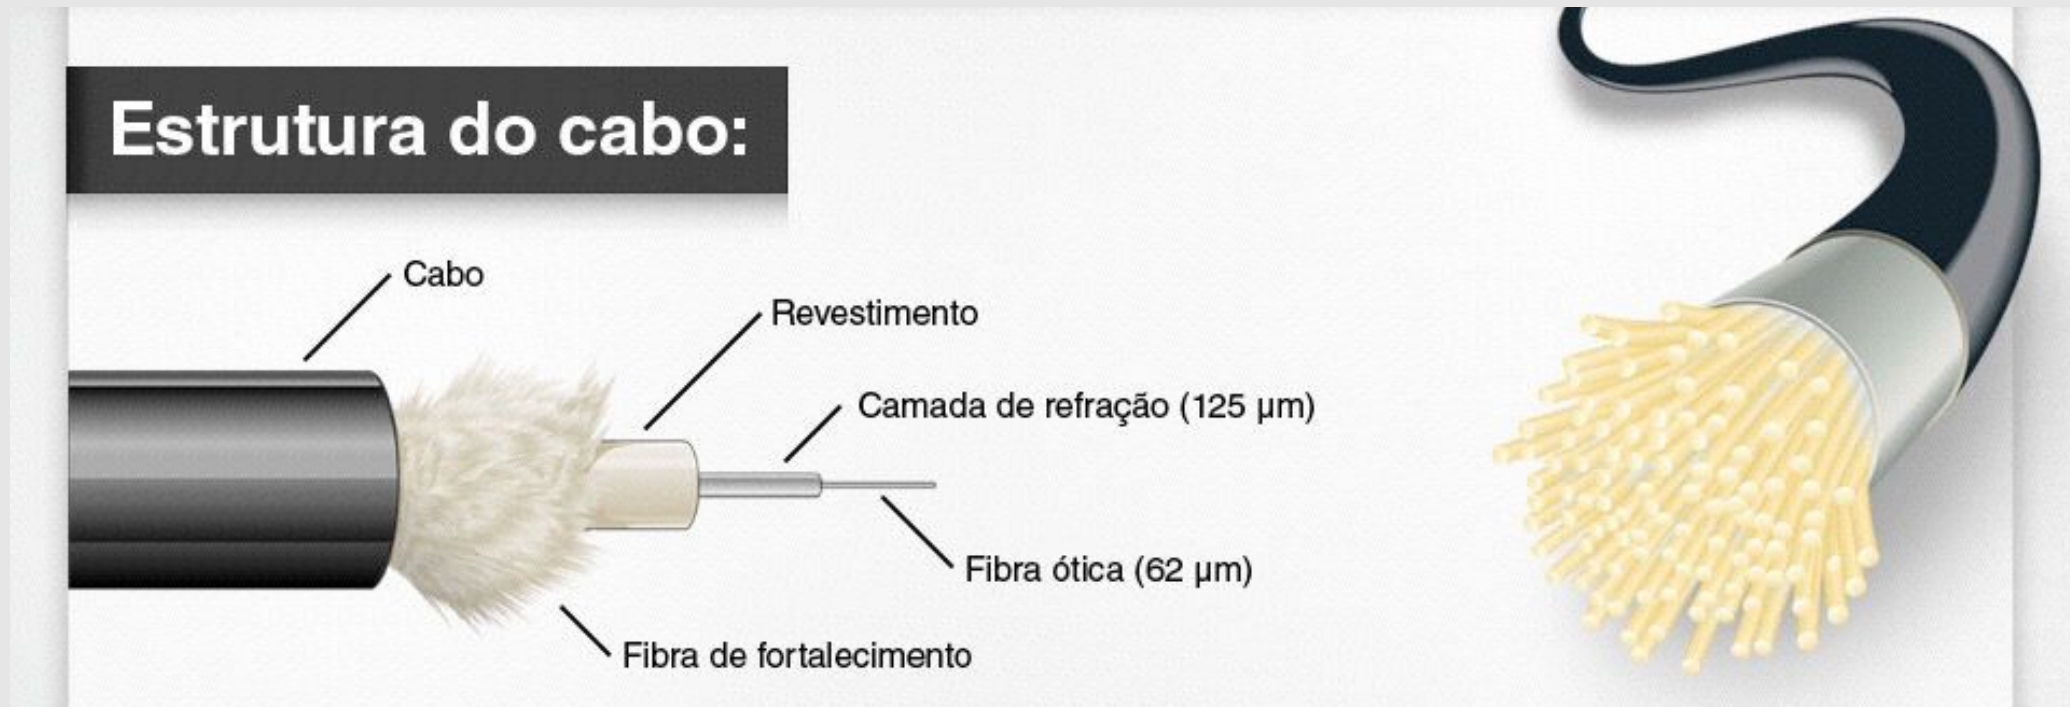 Estrutura do cabo:
Cabo
Revestimento
Camada de refração (125 µm)
Fibra ótica (62 µm)
Fibra de fortalecimento